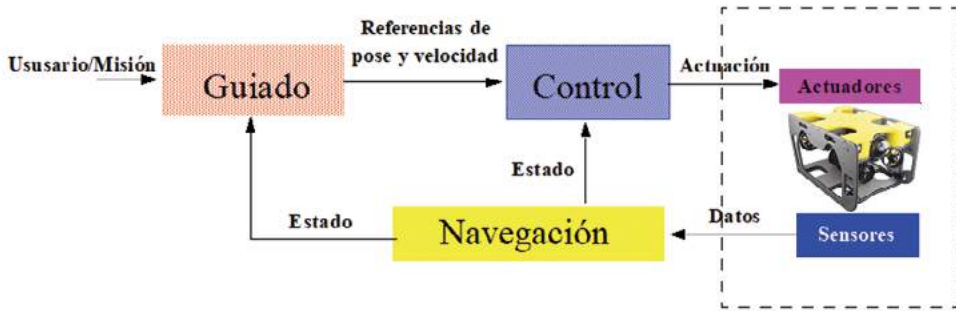 Ususario/Misión
Guiado
Referencias de
pose y velocidad
Control
Actuación
Actuadores
Estado
Estado
Navegación
Datos
Sensores